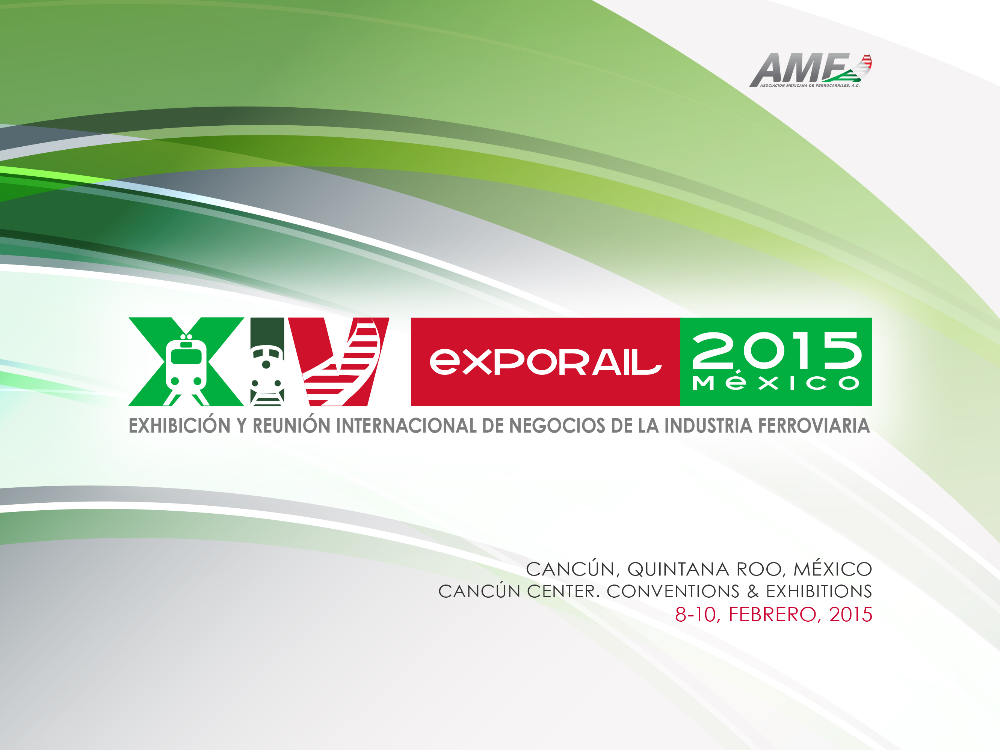 AMF
ASOCIACION MEXICANA DE FERROCARRILES, A.C.
XIV exPORAIL 2015
MéXICO
EXHIBICIÓN Y REUNIÓN INTERNACIONAL DE NEGOCIOS DE LA INDUSTRIA FERROVIARIA
CANCÚN, QUINTANA ROO, MÉXICO
CANCÚN CENTER. CONVENTIONS & EXHIBITIONS
8-10, FEBRERO, 2015